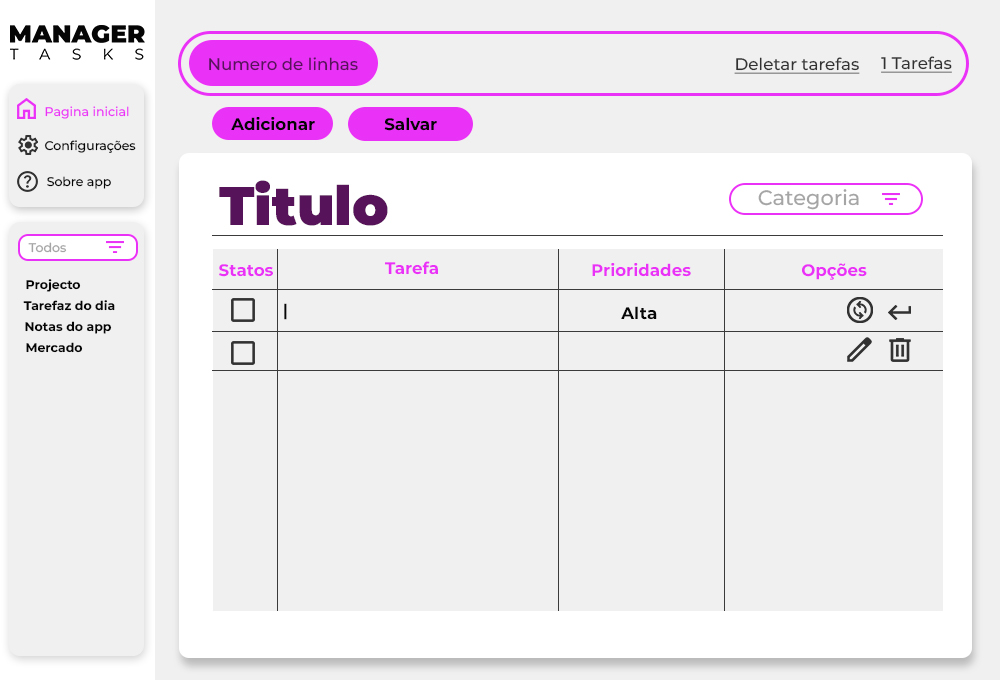 MANAGER
TASKS
Pagina inicial
Configurações
Sobre app
Todos
Projecto
Tarefaz do dia
Notas do app
Mercado
Numero de linhas
Deletar tarefas
1 Tarefas
Adicionar
Salvar
Titulo
Categoria
Statos
Tarefa
Prioridades
Opções
Alta